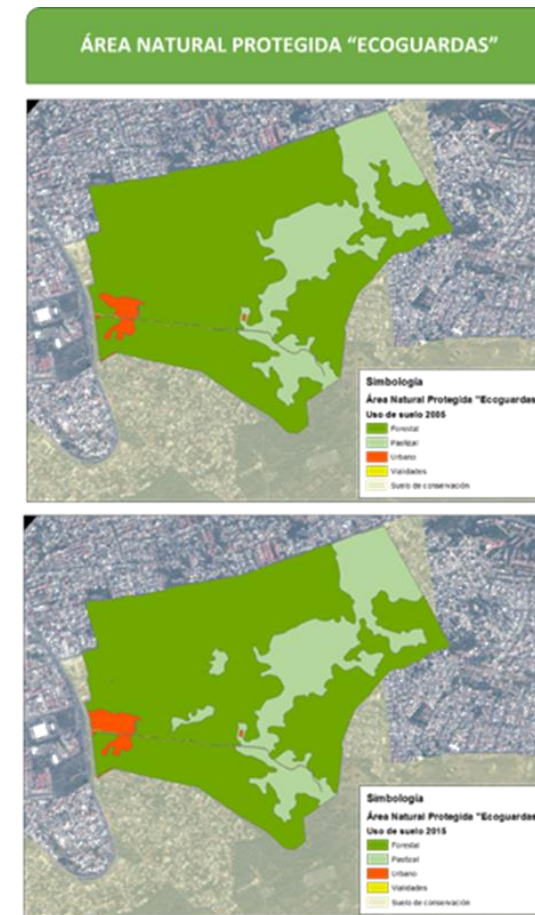 ÁREA NATURAL PROTEGIDA “ECOGUARDAS”
Simbología
Área Natural Protegida "Ecoguardas
Uso de suelo 2005
Forestal
Pastizal
Urbano
Vialidades
Suelo de conservación
Simbología
Área Natural Protegida "Ecoguardas
Uso de suelo 2015
Forestal
Pastizal
Urbano
Vialidades
Suelo de conservación